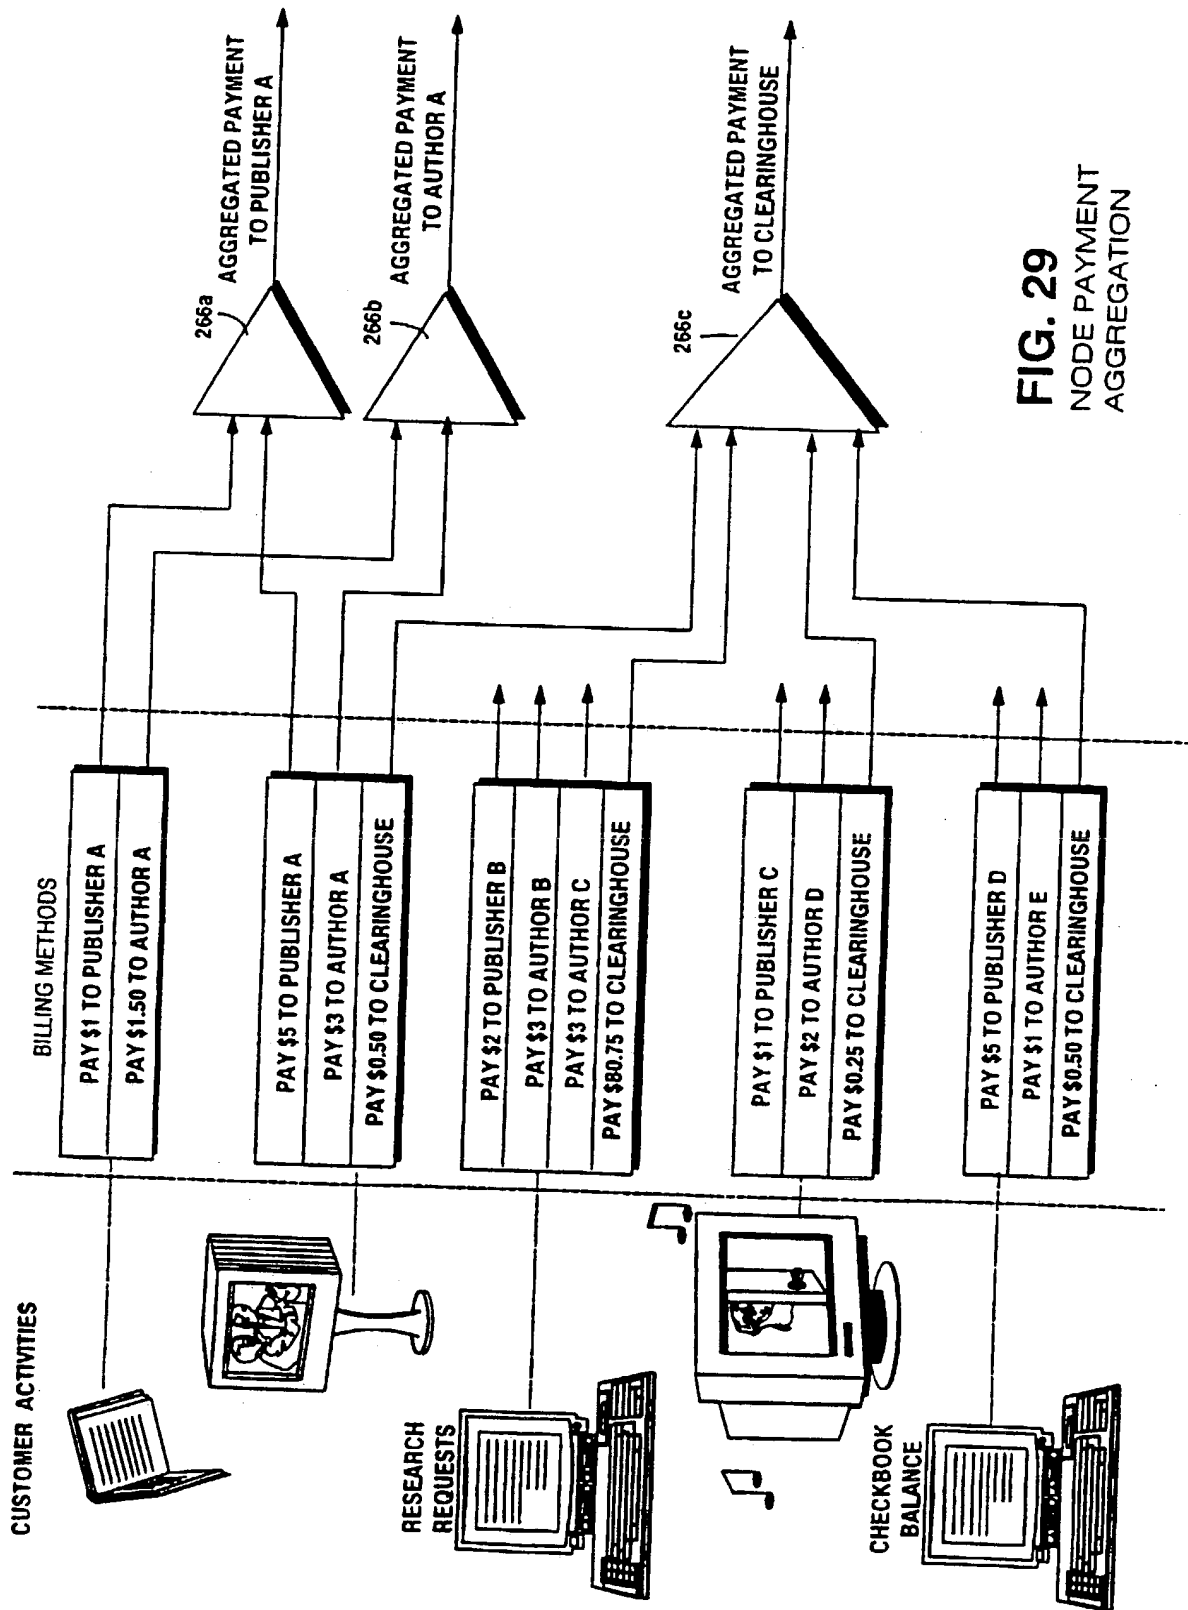 CUSTOMER ACTIVITIES
RESEARCH
REQUESTS
CHECKBOOK
BALANCE
BILLING METHODS
PAY $1 TO PUBLISHER A
PAY $1.50 TO AUTHOR A
PAY $5 TO PUBLISHER A
PAY $3 TO AUTHOR A
PAY $0.50 TO CLEARINGHOUSE
PAY $2 TO PUBLISHER B
PAY $3 TO AUTHOR B
PAY $3 TO AUTHOR C
PAY $80.75 TO CLEARINGHOUSE
PAY $1 TO PUBLISHER C
PAY $2 TO AUTHOR D
PAY $0.25 TO CLEARINGHOUSE
PAY $5 TO PUBLISHER D
PAY $1 TO AUTHOR E
PAY $0.50 TO CLEARINGHOUSE
266a
AGGREGATED PAYMENT
TO PUBLISHER A
266b
AGGREGATED PAYMENT
TO AUTHOR A
266c
AGGREGATED PAYMENT
TO CLEARINGHOUSE
FIG. 29
NODE PAYMENT
AGGREGATION